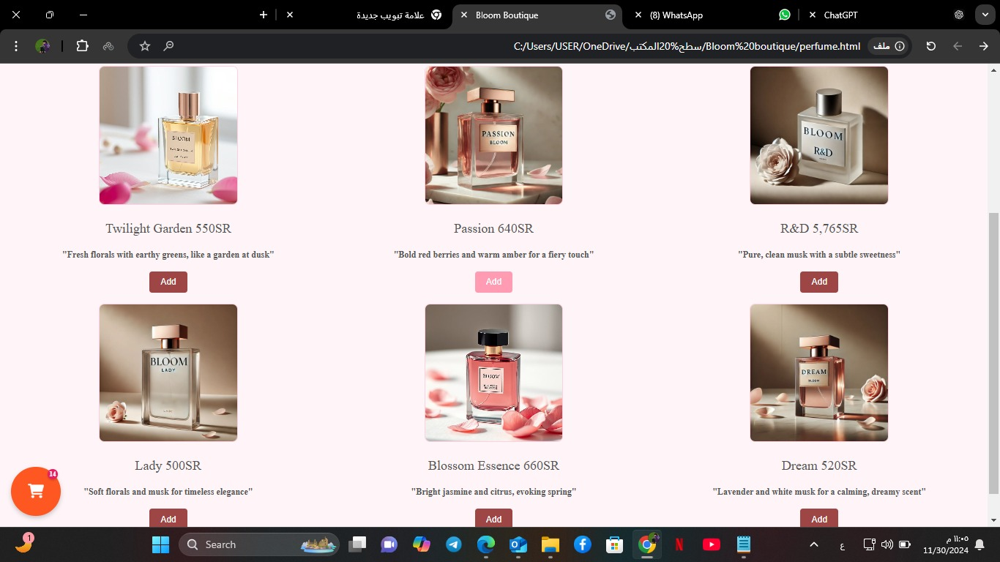 علامة تبويب جديدة
Bloom Boutique
(8) WhatsApp
ChatGPT
C:/Users/USER/OneDrive/سطح%20المكتب/Bloom%20boutique/perfume.html
ملف
BLOOM
PASSION
BLOOM
BLOOM
R&D
Twilight Garden 550SR
Passion 640SR
R&D 5,765SR
"Fresh florals with earthy greens, like a garden at dusk"
"Bold red berries and warm amber for a fiery touch"
"Pure, clean musk with a subtle sweetness"
Add
Add
Add
BLOOM
LADY
LADY
BLOOM
DREAM
BLOOM
Lady 500SR
Blossom Essence 660SR
Dream 520SR
14
"Soft florals and musk for timeless elegance"
"Bright jasmine and citrus, evoking spring"
"Lavender and white musk for a calming, dreamy scent"
Add
Add
Add
1
Search
ع
١١:٠٥ م
11/30/2024